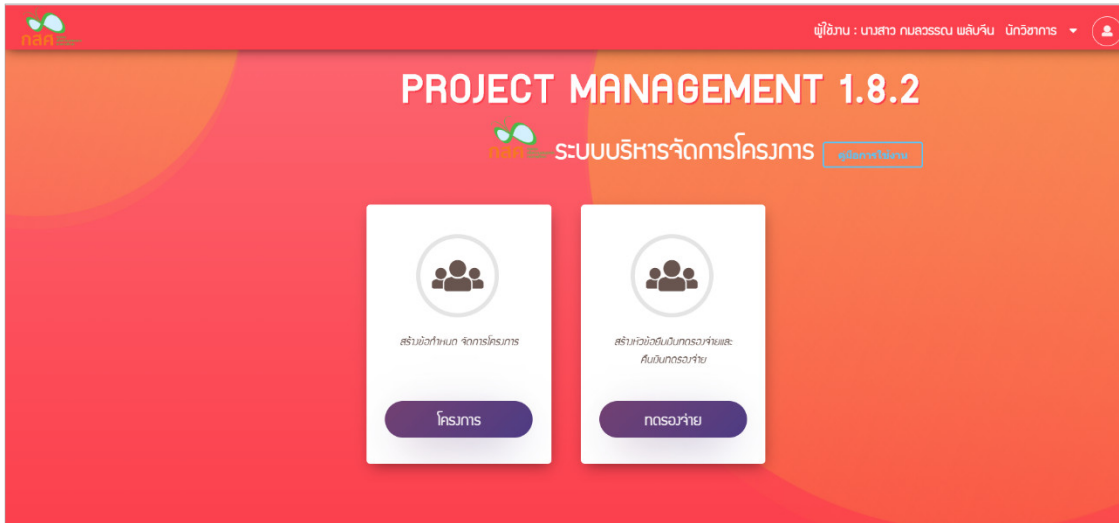 กสศ
ผู้ใช้งาน : นางสาว กมลวรรณ พลับจีน นักวิชาการ
PROJECT MANAGEMENT 1.8.2
กสศ ระบบบริหารจัดการโครงการ คู่มือการใช้งาน
สร้างข้อกำหนด จัดการโครงการ
โครงการ
สร้างหัวข้อยืมเงินทดรองจ่ายและ
คืนเงินทดรองจ่าย
ทดรองจ่าย